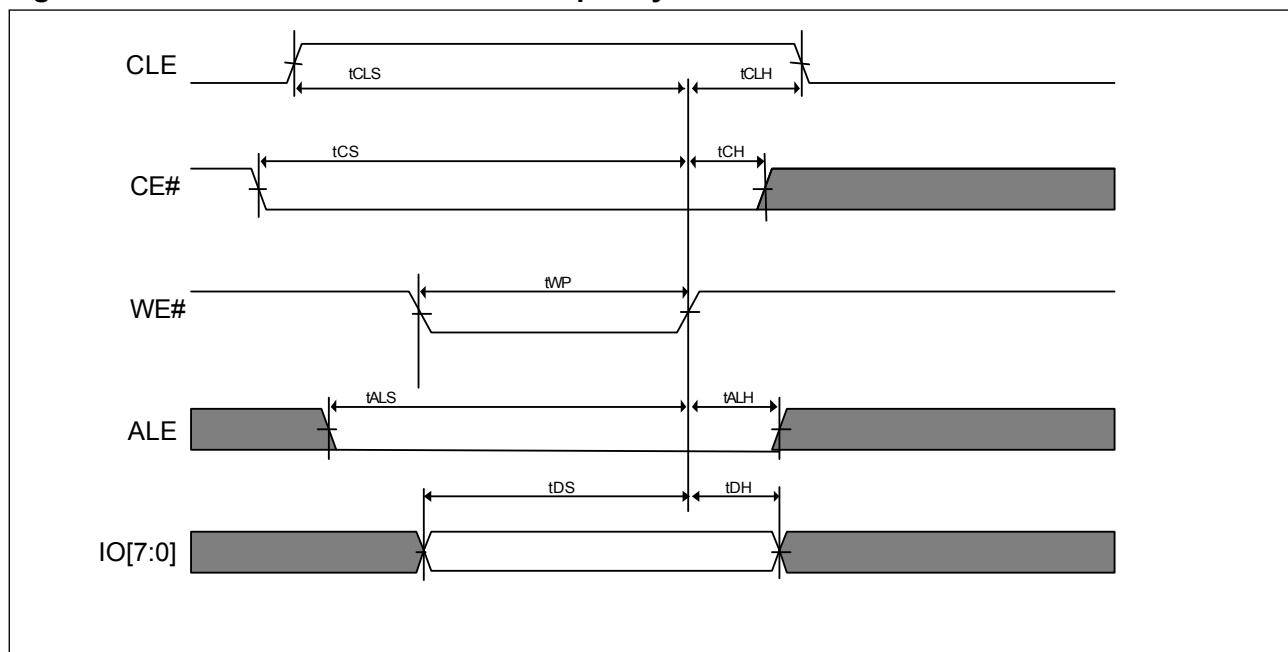 CLE
tCLS
tCLH
CE#
tCS
tCH
WE#
tWP
ALE
tALS
tALH
IO[7:0]
tDS
tDH